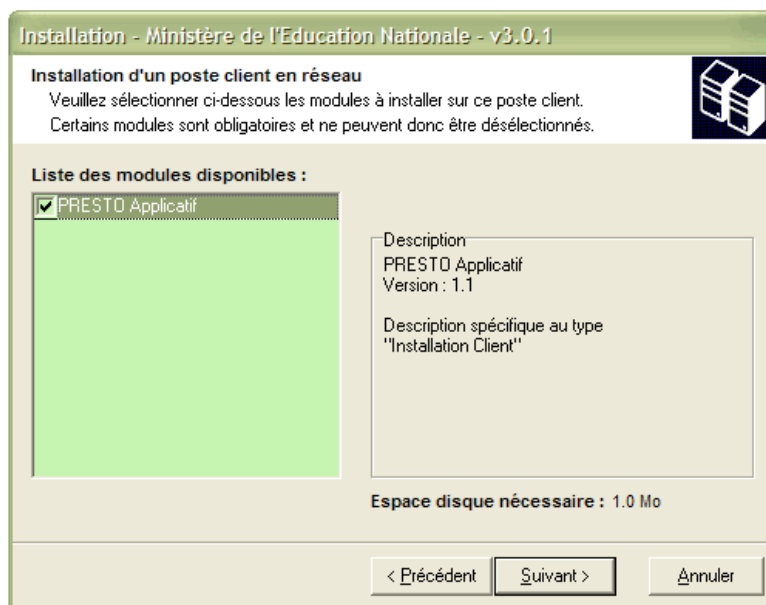 Installation - Ministère de l'Education Nationale - v3.0.1
Installation d'un poste client en réseau
Veuillez sélectionner ci-dessous les modules à installer sur ce poste client.
Certains modules sont obligatoires et ne peuvent donc être désélectionnés.
Liste des modules disponibles :
PRESTO Applicatif
Description
PRESTO Applicatif
Version : 1.1
Description spécifique au type
"Installation Client"
Espace disque nécessaire : 1.0 Mo
< Précédent
Suivant >
Annuler